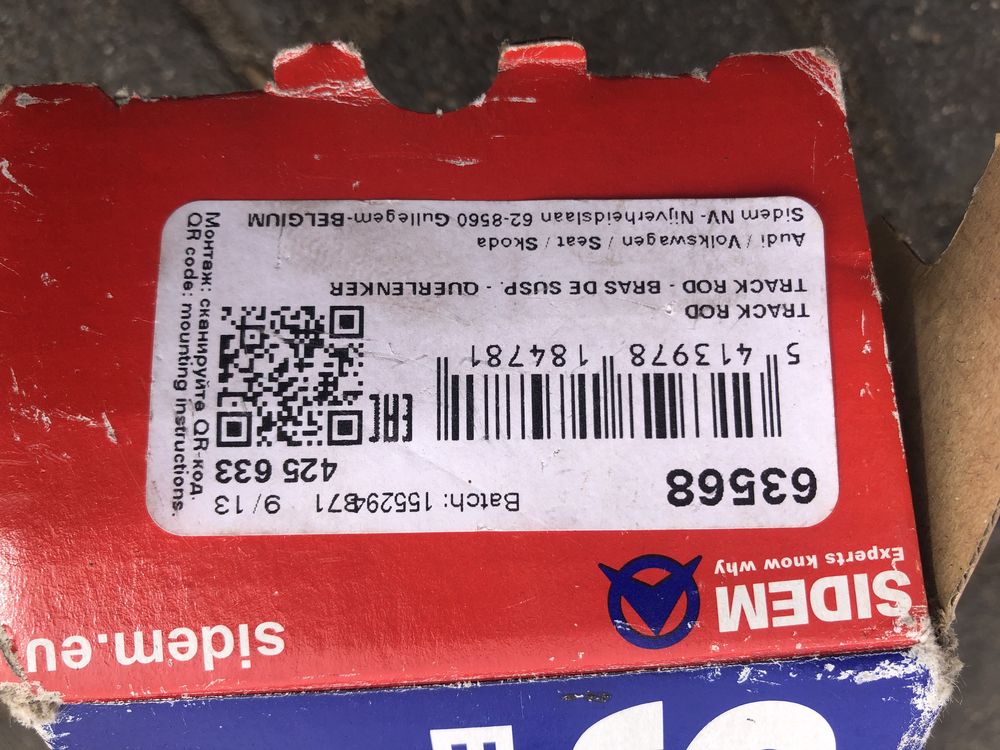 SIDEM
Experts know why
sidem.eu
63568
Batch: 155294B71 9/13
425 633
EAC
5 413978 184781
TRACK ROD
TRACK ROD - BRAS DE SUSP. - QUERLENKER
Audi / Volkswagen / Seat / Skoda
Sidem NV- Nijverheidslaan 62-8560 Gullegem-BELGIUM
QR code: mounting instructions.
Монтаж: сканируйте QR-код.